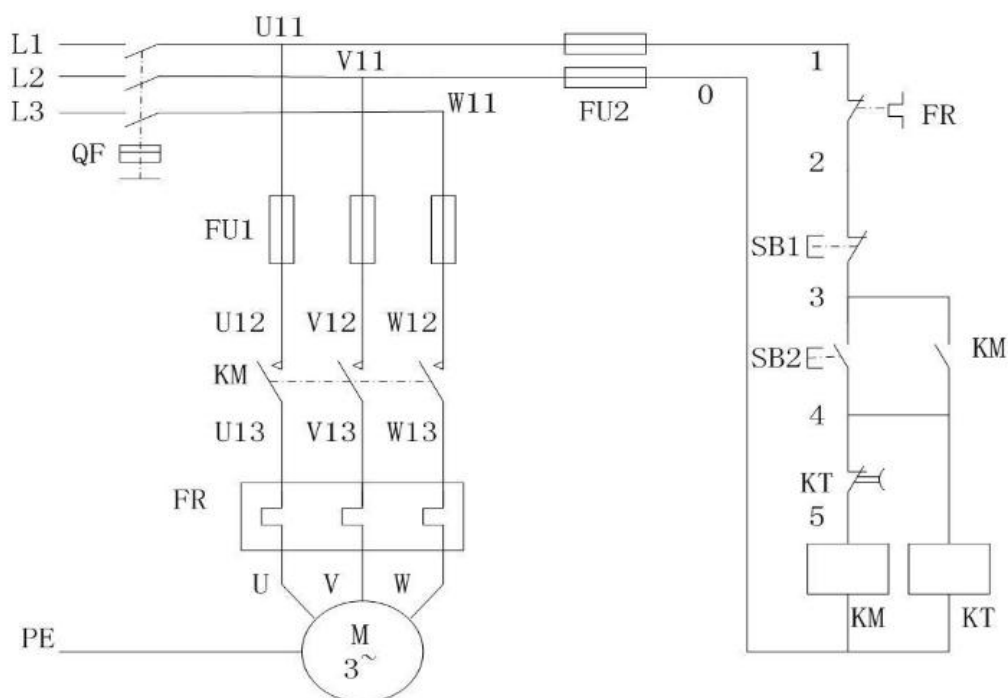 U11
L1
V11
1
L2
0
L3
W11
FU2
FR
QF
2
FU1
SB1
3
U12 V12 W12
KM
SB2
KM
4
U13 V13 W13
KT
FR
5
U V W
KM
KT
PE
M
3~